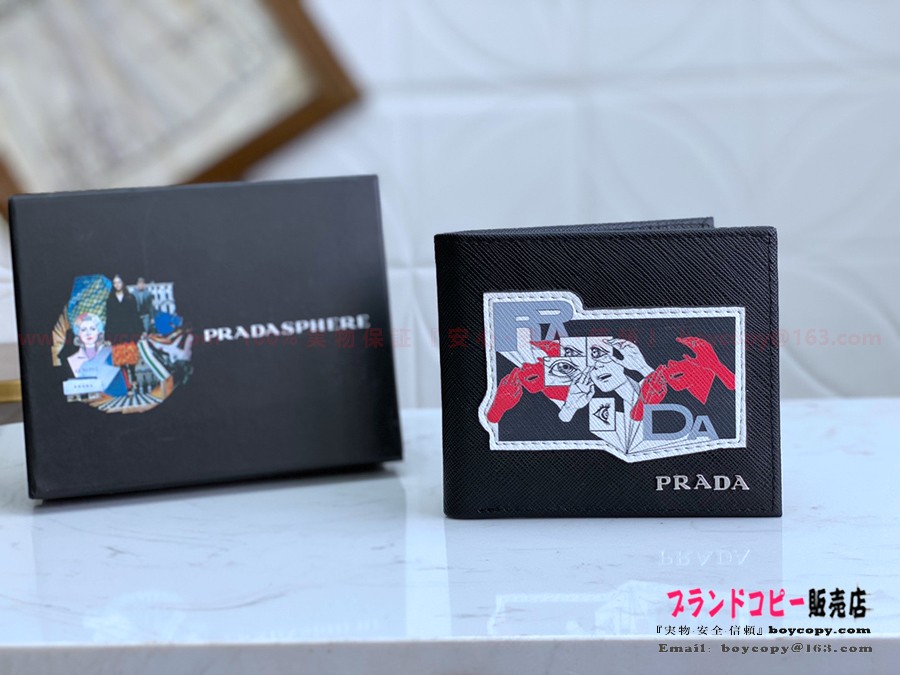 PRADASPHERE
PRA
DA
PRADA
ブランドコピー販売店
『実物·安全·信頼』boycopy.com
Email: boycopy@163.com